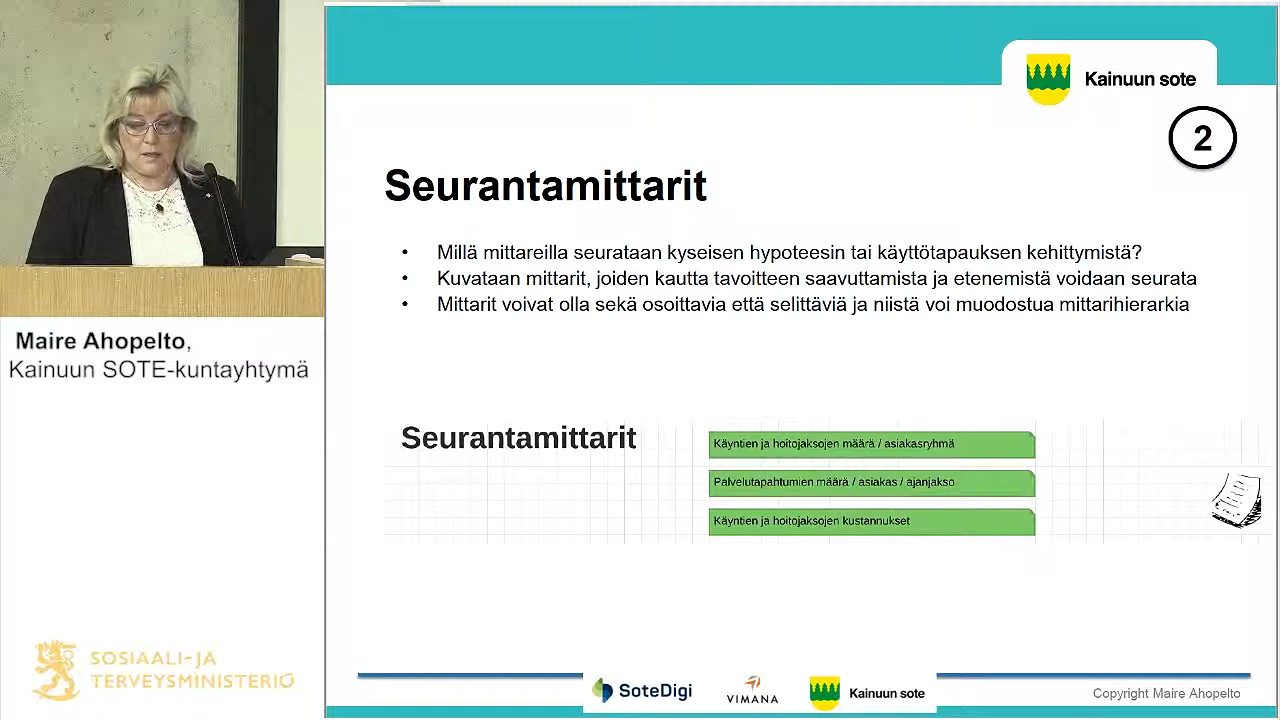 Kainuun sote
2
Seurantamittarit
• Millä mittareilla seurataan kyseisen hypoteesin tai käyttötapauksen kehittymistä?
• Kuvataan mittarit, joiden kautta tavoitteen saavuttamista ja etenemistä voidaan seurata
• Mittarit voivat olla sekä osoittavia että selittäviä ja niistä voi muodostua mittarihierarkia
Maire Ahopelto,
Kainuun SOTE-kuntayhtymä
Seurantamittarit
Käyntien ja hoitojaksojen määrä / asiakasryhmä
Palvelutapahtumien määrä / asiakas / ajanjakso
Käyntien ja hoitojaksojen kustannukset
SOSIAALI- JA
TERVEYSMINISTERIÖ
SoteDigi
VIMANA
Kainuun sote
Copyright Maire Ahopelto